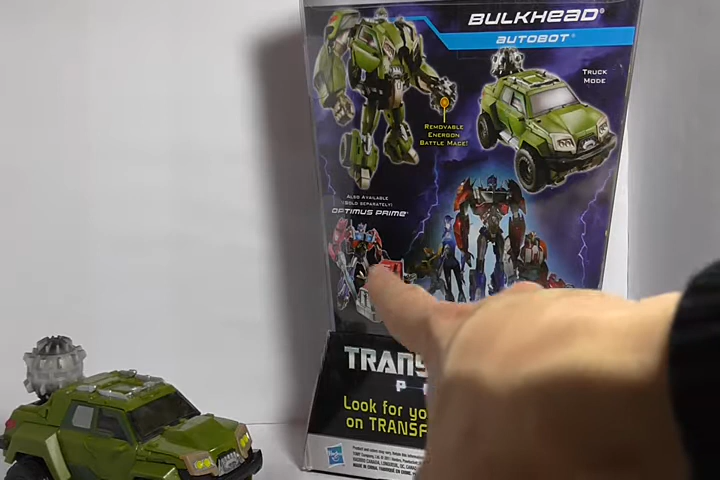 BULKHEAD®
AUTOBOT®
TRUCK
MODE
REMOVABLE
ENERGON
BATTLE MACE!
ALSO AVAILABLE
(SOLD SEPARATELY)
OPTIMUS PRIME®
TRANS
P
Look for yo
on TRANSF
Hasbro